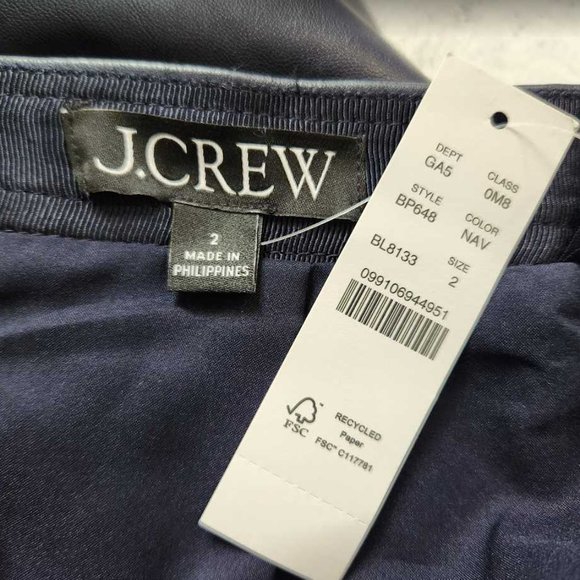 J.CREW
2
MADE IN
PHILIPPINES
DEPT CLASS
GA5 0M8
STYLE COLOR
BP648 NAV
BL8133 SIZE
2
099106944951
FSC
RECYCLED
Paper
FSC™ C117781